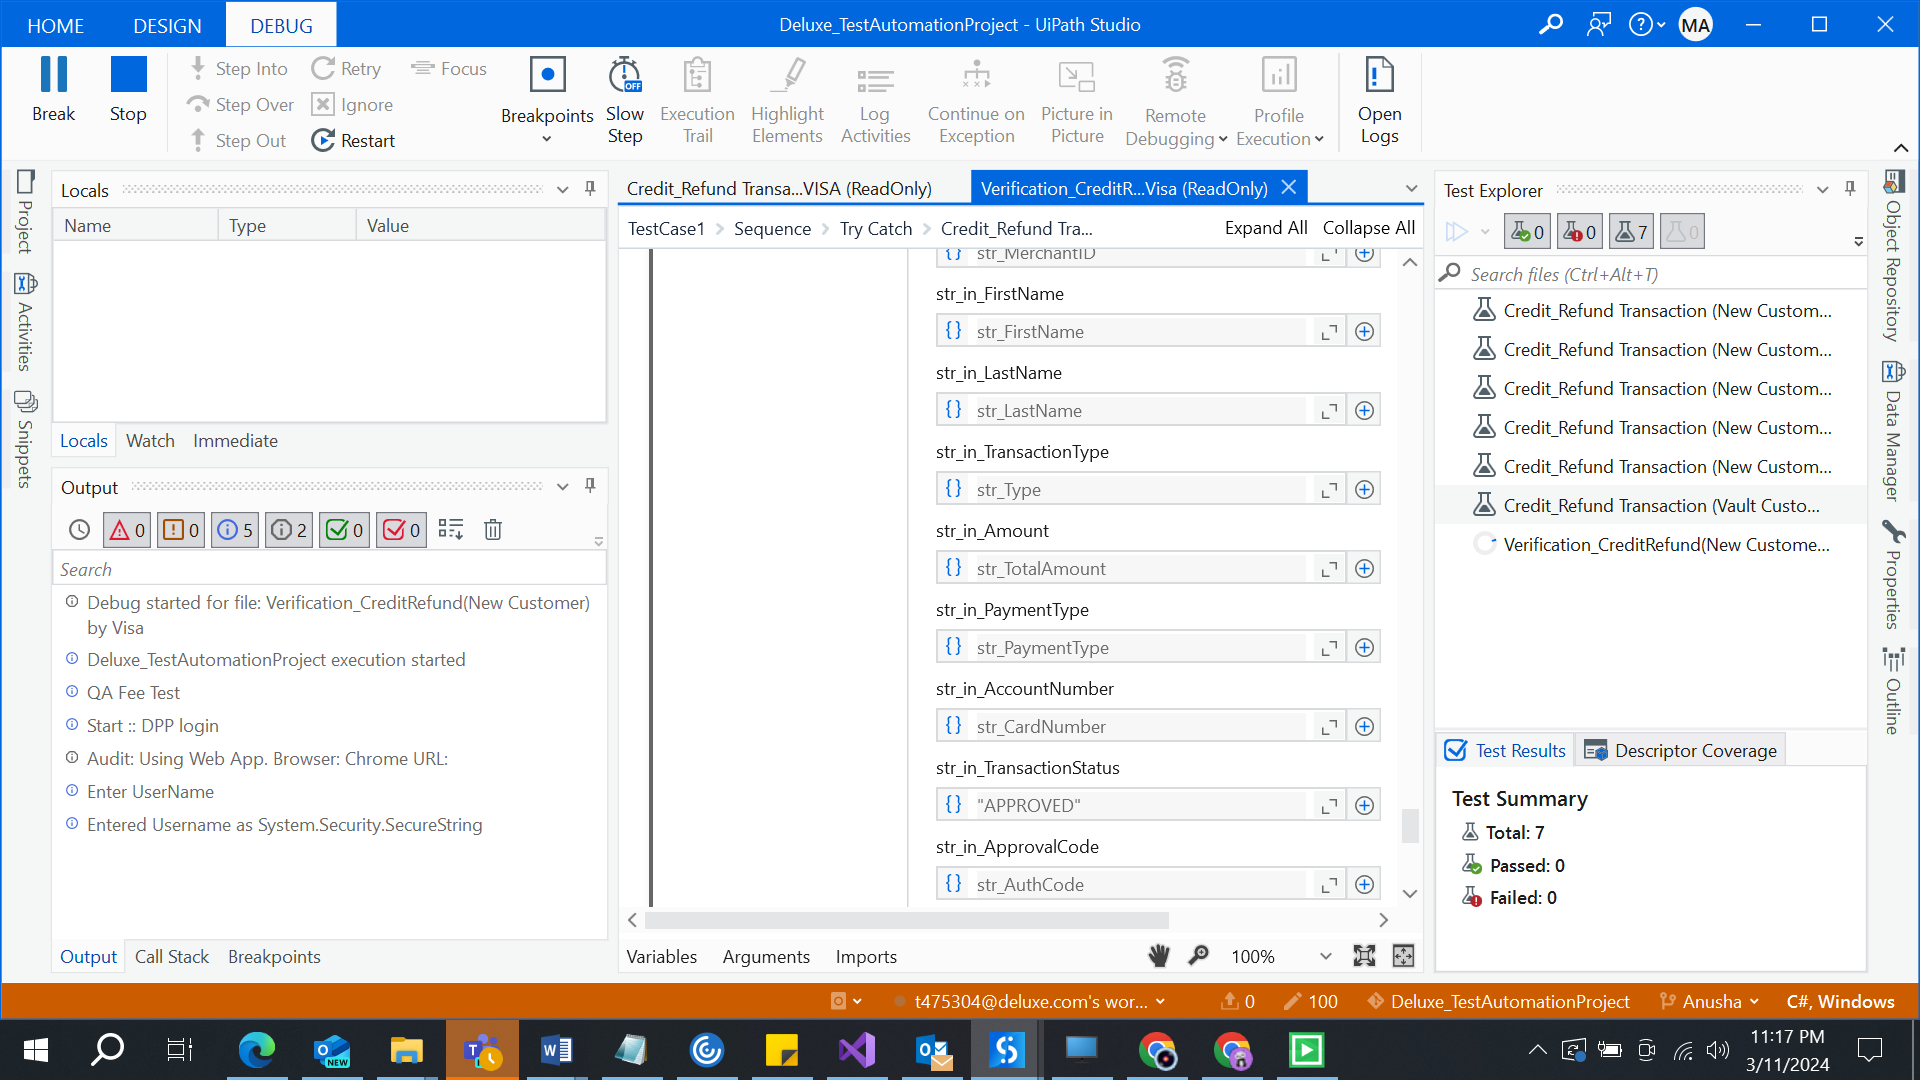 HOME DESIGN DEBUG
Deluxe_TestAutomationProject - UiPath Studio
MA
Break
Stop
Step Into
Step Over
Step Out
Retry
Ignore
Restart
Focus
Breakpoints
Slow
Step
OFF
Execution
Trail
Highlight
Elements
Log
Activities
Continue on
Exception
Picture in
Picture
Remote
Debugging
Profile
Execution
Open
Logs
Project
Activities
Snippets
Locals
Name Type Value
Locals Watch Immediate
Output
0 0 5 2 0 0
Search
Debug started for file: Verification_CreditRefund(New Customer)
by Visa
Deluxe_TestAutomationProject execution started
QA Fee Test
Start :: DPP login
Audit: Using Web App. Browser: Chrome URL:
Enter UserName
Entered Username as System.Security.SecureString
Output Call Stack Breakpoints
Credit_Refund Transa...VISA (ReadOnly)
Verification_CreditR...Visa (ReadOnly)
TestCase1 Sequence Try Catch Credit_Refund Tra...
Expand All Collapse All
{} str_MerchantID
str_in_FirstName
{} str_FirstName
str_in_LastName
{} str_LastName
str_in_TransactionType
{} str_Type
str_in_Amount
{} str_TotalAmount
str_in_PaymentType
{} str_PaymentType
str_in_AccountNumber
{} str_CardNumber
str_in_TransactionStatus
{} "APPROVED"
str_in_ApprovalCode
{} str_AuthCode
Variables Arguments Imports
100%
Test Explorer
0 0 7 0
Search files (Ctrl+Alt+T)
Credit_Refund Transaction (New Custom...
Credit_Refund Transaction (New Custom...
Credit_Refund Transaction (New Custom...
Credit_Refund Transaction (New Custom...
Credit_Refund Transaction (New Custom...
Credit_Refund Transaction (Vault Custo...
Verification_CreditRefund(New Custome...
Test Results Descriptor Coverage
Test Summary
Total: 7
Passed: 0
Failed: 0
Object Repository
Data Manager
Properties
Outline
t475304@deluxe.com's wor...
0
100
Deluxe_TestAutomationProject
Anusha
C#, Windows
NEW
11:17 PM
3/11/2024